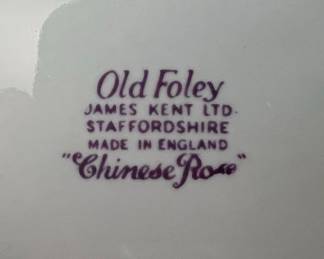 Old Foley
JAMES KENT LTD.
STAFFORDSHIRE
MADE IN ENGLAND
"Chinese Rose"